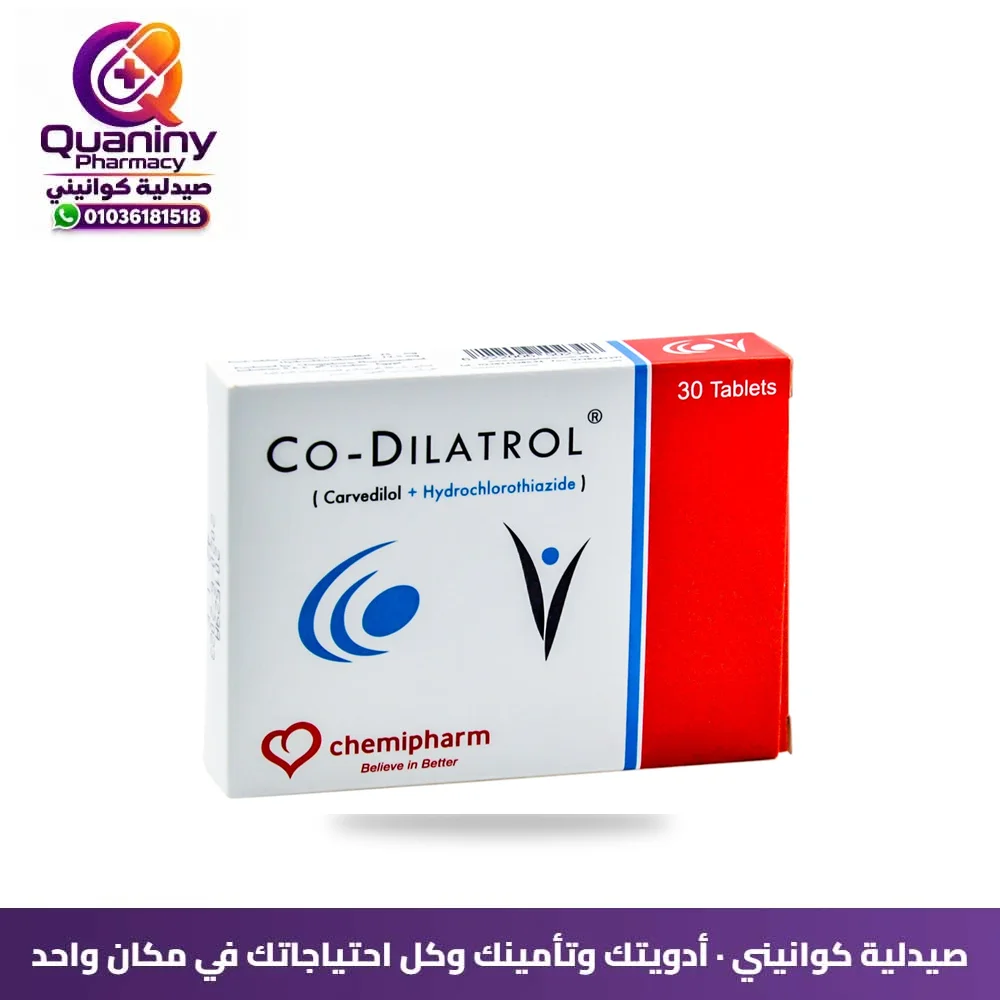 Quaniny
Pharmacy
صيدلية كوانيني
01036181518
30 Tablets
CO-DILATROL®
( Carvedilol + Hydrochlorothiazide )
chemipharm
Believe in Better
صيدلية كوانيني • أدويتك وتأمينك وكل احتياجاتك في مكان واحد